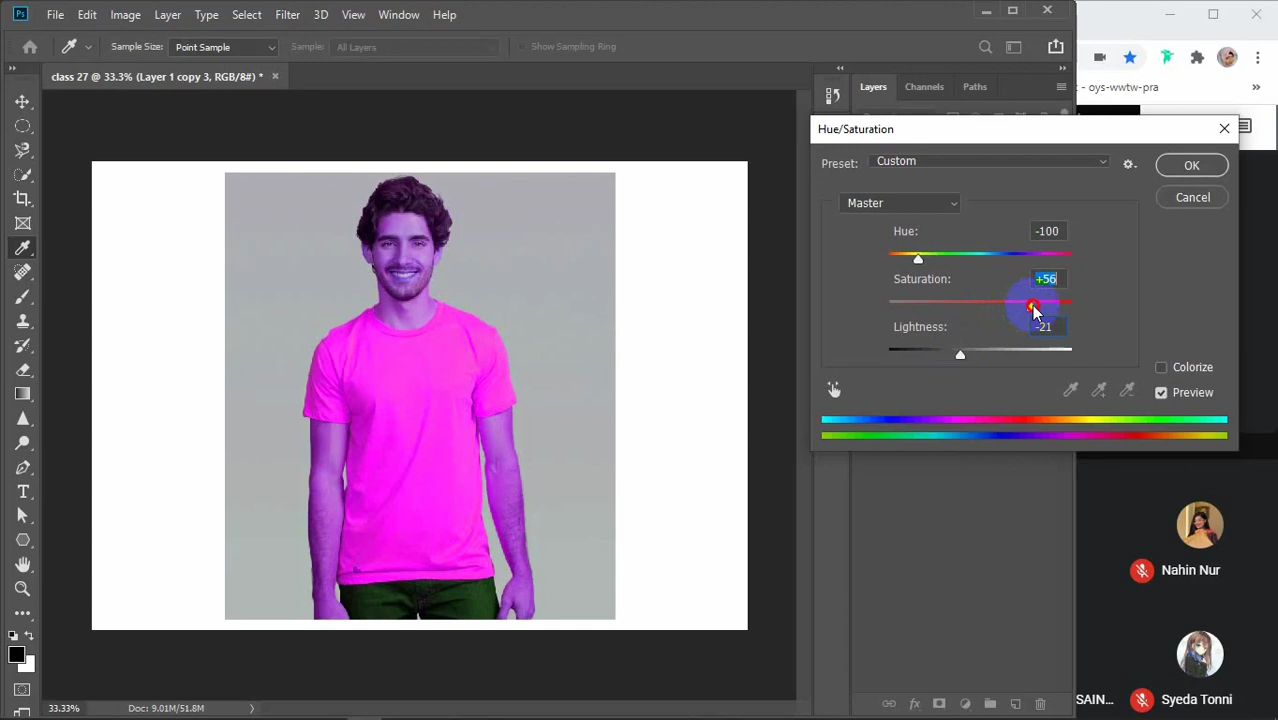 Ps File Edit Image Layer Type Select Filter 3D View Window Help
Sample Size: Point Sample Sample: All Layers Show Sampling Ring
class 27 @ 33.3% (Layer 1 copy 3, RGB/8#) * ×
Layers Channels Paths
- oys-wwtw-pra
Hue/Saturation
Preset: Custom
OK
Master
Cancel
Hue: -100
Saturation: +56
Lightness: -21
Colorize
Preview
T
Nahin Nur
SAIN... Syeda Tonni
33.33% Doc: 9.01M/51.8M
fx